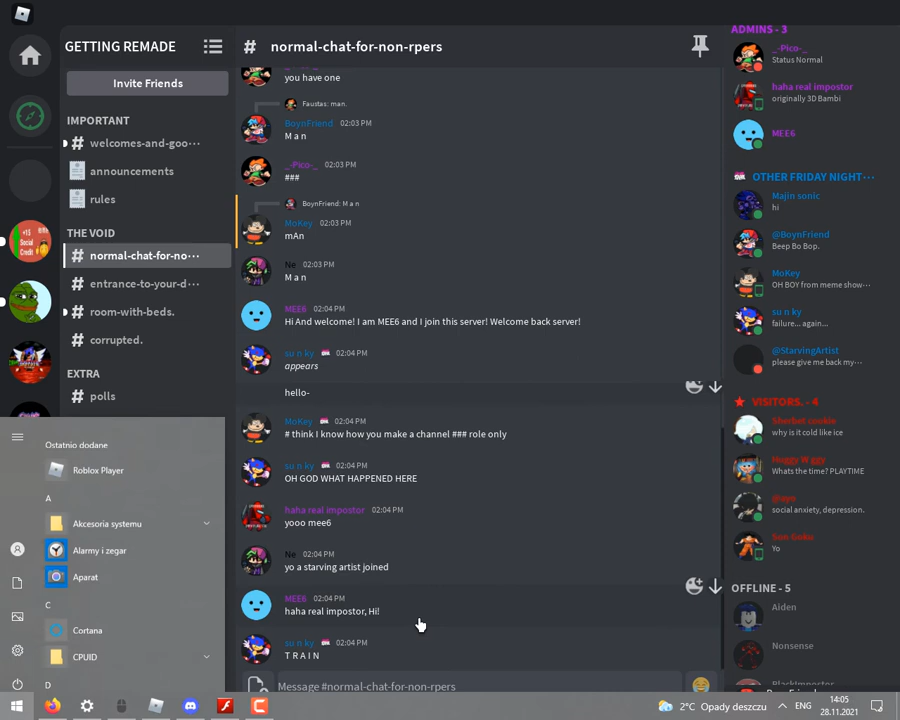 GETTING REMADE
Invite Friends
IMPORTANT
# welcomes-and-goo···
announcements
rules
THE VOID
# normal-chat-for-no···
# entrance-to-your-d···
# room-with-beds.
# corrupted.
EXTRA
# polls
Ostatnio dodane
Roblox Player
A
Akcesoria systemu
Alarmy i zegar
Aparat
C
Cortana
CPUID
D
# normal-chat-for-non-rpers
you have one
Faustas: man.
BoynFriend 02:03 PM
M a n
_-Pico-_ 02:03 PM
###
BoynFriend: M a n
MoKey 02:03 PM
mAn
Ne 02:03 PM
M a n
MEE6 02:04 PM
Hi And welcome! I am MEE6 and I join this server! Welcome back server!
su n ky 02:04 PM
appears
hello-
MoKey 02:04 PM
# think I know how you make a channel ### role only
su n ky 02:04 PM
OH GOD WHAT HAPPENED HERE
haha real impostor 02:04 PM
yooo mee6
Ne 02:04 PM
yo a starving artist joined
MEE6 02:04 PM
haha real impostor, Hi!
su n ky 02:04 PM
T R A I N
Message #normal-chat-for-non-rpers
ADMINS - 3
_-Pico-_
Status Normal
haha real impostor
originally 3D Bambi
MEE6
OTHER FRIDAY NIGHT···
Majin sonic
hi
@BoynFriend
Beep Bo Bop.
MoKey
OH BOY from meme show···
su n ky
failure... again...
@StarvingArtist
please give me back my···
VISITORS. - 4
Sherbet cookie
why is it cold like ice
Huggy W ggy
Whats the time? PLAYTIME
social anxiety, depression.
Son Goku
Yo
OFFLINE - 5
Aiden
Nonsense
BlackImpostor
2°C Opady deszczu
ENG
14:05
28.11.2021